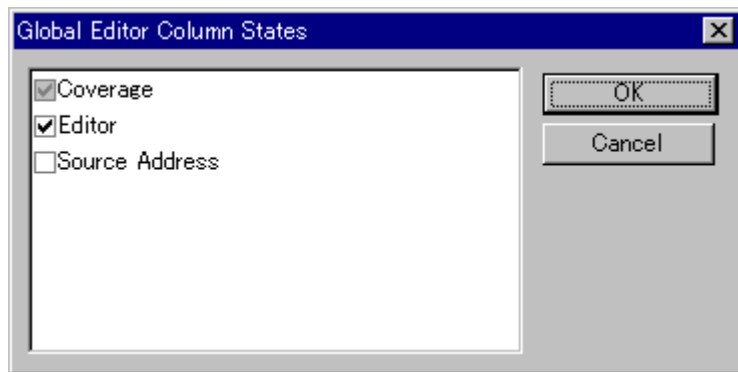 Global Editor Column States
Coverage
Editor
Source Address
OK
Cancel